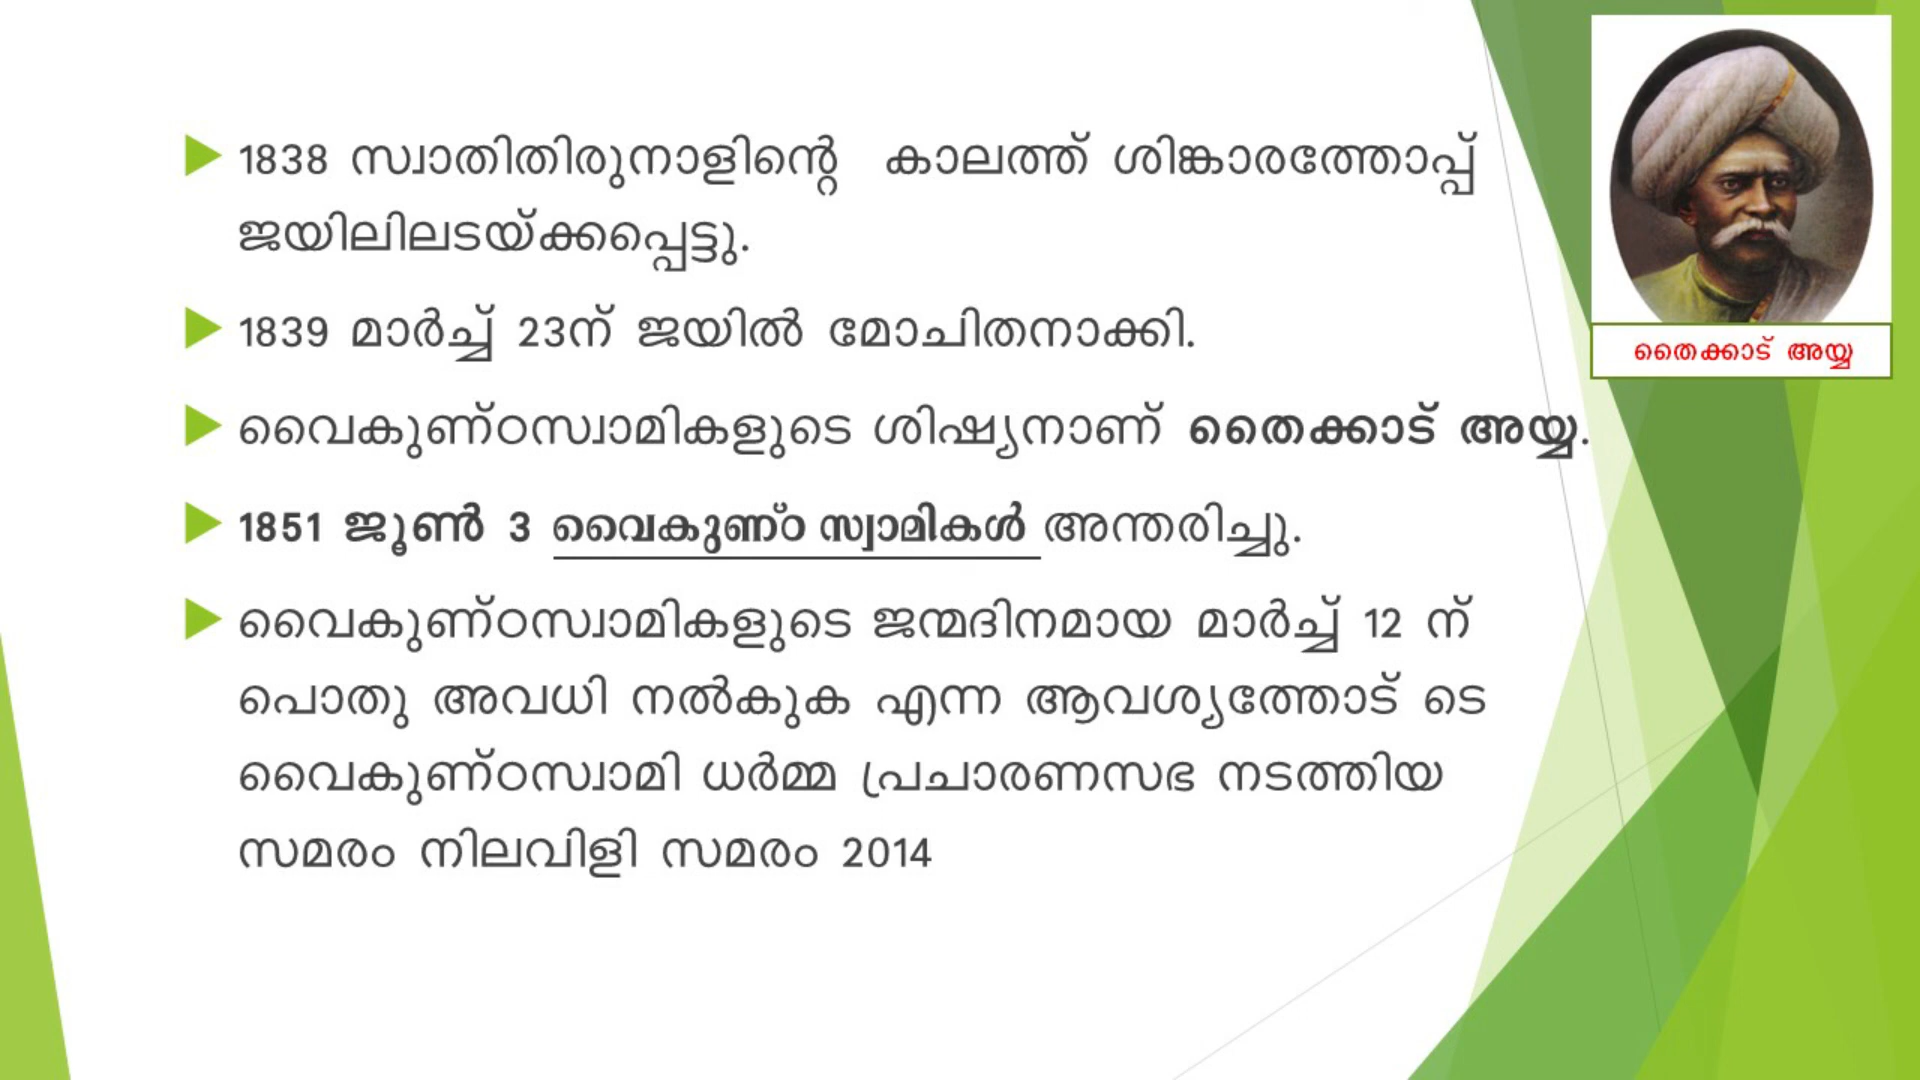 1838 സ്വാതിതിരുനാളിന്റെ കാലത്ത് ശിങ്കാരത്തോപ്പ്
ജയിലിലടയ്ക്കപ്പെട്ടു.
1839 മാർച്ച് 23ന് ജയിൽ മോചിതനാക്കി.
വൈകുണ്ഠസ്വാമികളുടെ ശിഷ്യനാണ് തൈക്കാട് അയ്യ.
1851 ജൂൺ 3 വൈകുണ്ഠ സ്വാമികൾ അന്തരിച്ചു.
വൈകുണ്ഠസ്വാമികളുടെ ജന്മദിനമായ മാർച്ച് 12 ന്
പൊതു അവധി നൽകുക എന്ന ആവശ്യത്തോട് ടെ
വൈകുണ്ഠസ്വാമി ധർമ്മ പ്രചാരണസഭ നടത്തിയ
സമരം നിലവിളി സമരം 2014
തൈക്കാട് അയ്യ